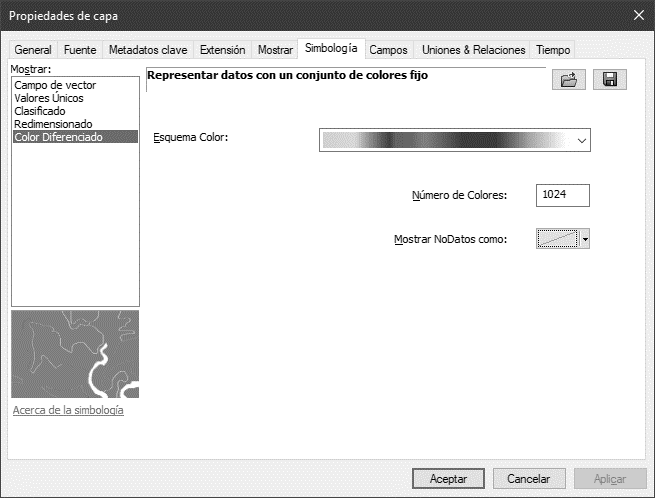 Propiedades de capa
General Fuente Metadatos clave Extensión Mostrar Simbología Campos Uniones & Relaciones Tiempo
Mostrar:
Campo de vector
Valores Únicos
Clasificado
Redimensionado
Color Diferenciado
Representar datos con un conjunto de colores fijo
Esquema Color:
Número de Colores: 1024
Mostrar NoDatos como:
Acerca de la simbología
Aceptar Cancelar Aplicar